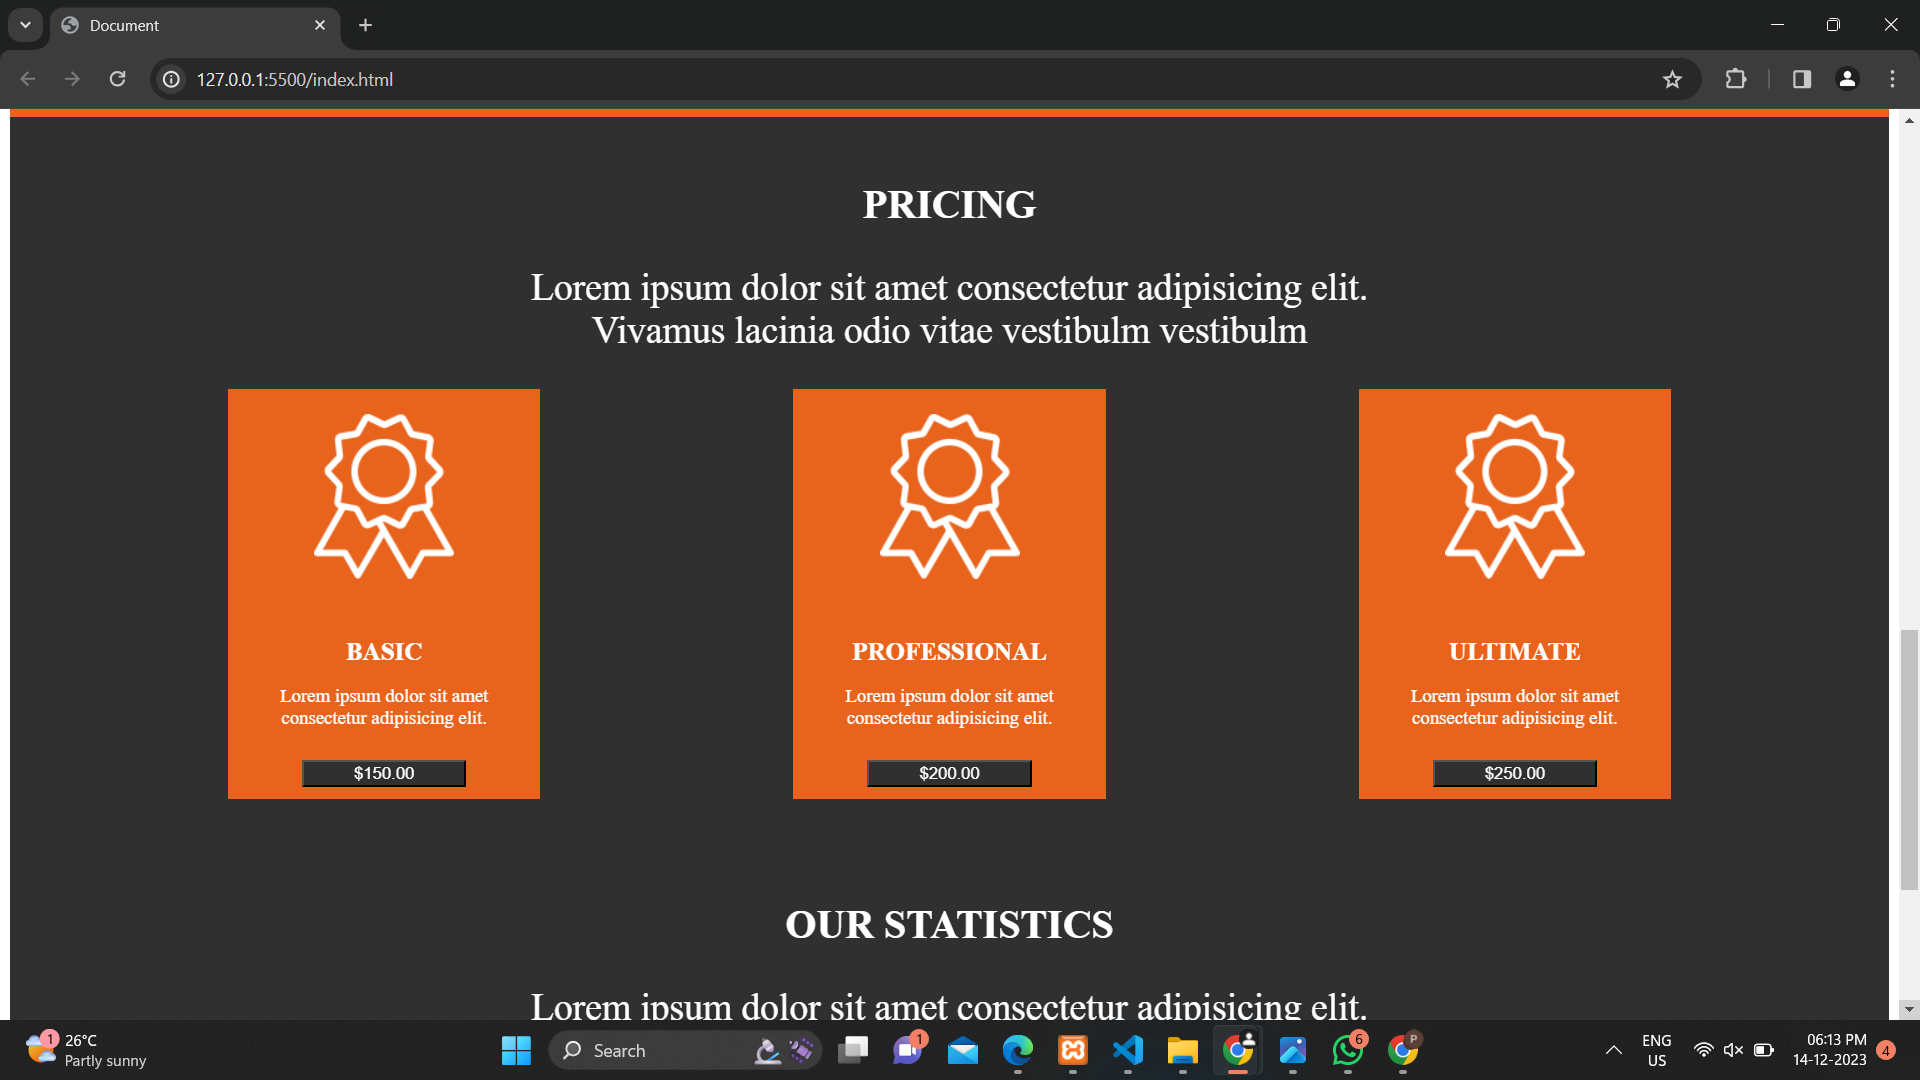 Document
127.0.0.1:5500/index.html
PRICING
Lorem ipsum dolor sit amet consectetur adipisicing elit.
Vivamus lacinia odio vitae vestibulm vestibulm
BASIC
Lorem ipsum dolor sit amet
consectetur adipisicing elit.
$150.00
PROFESSIONAL
Lorem ipsum dolor sit amet
consectetur adipisicing elit.
$200.00
ULTIMATE
Lorem ipsum dolor sit amet
consectetur adipisicing elit.
$250.00
OUR STATISTICS
Lorem ipsum dolor sit amet consectetur adipisicing elit.
1
26°C
Partly sunny
Search
1
6
P
ENG
US
06:13 PM
14-12-2023
4